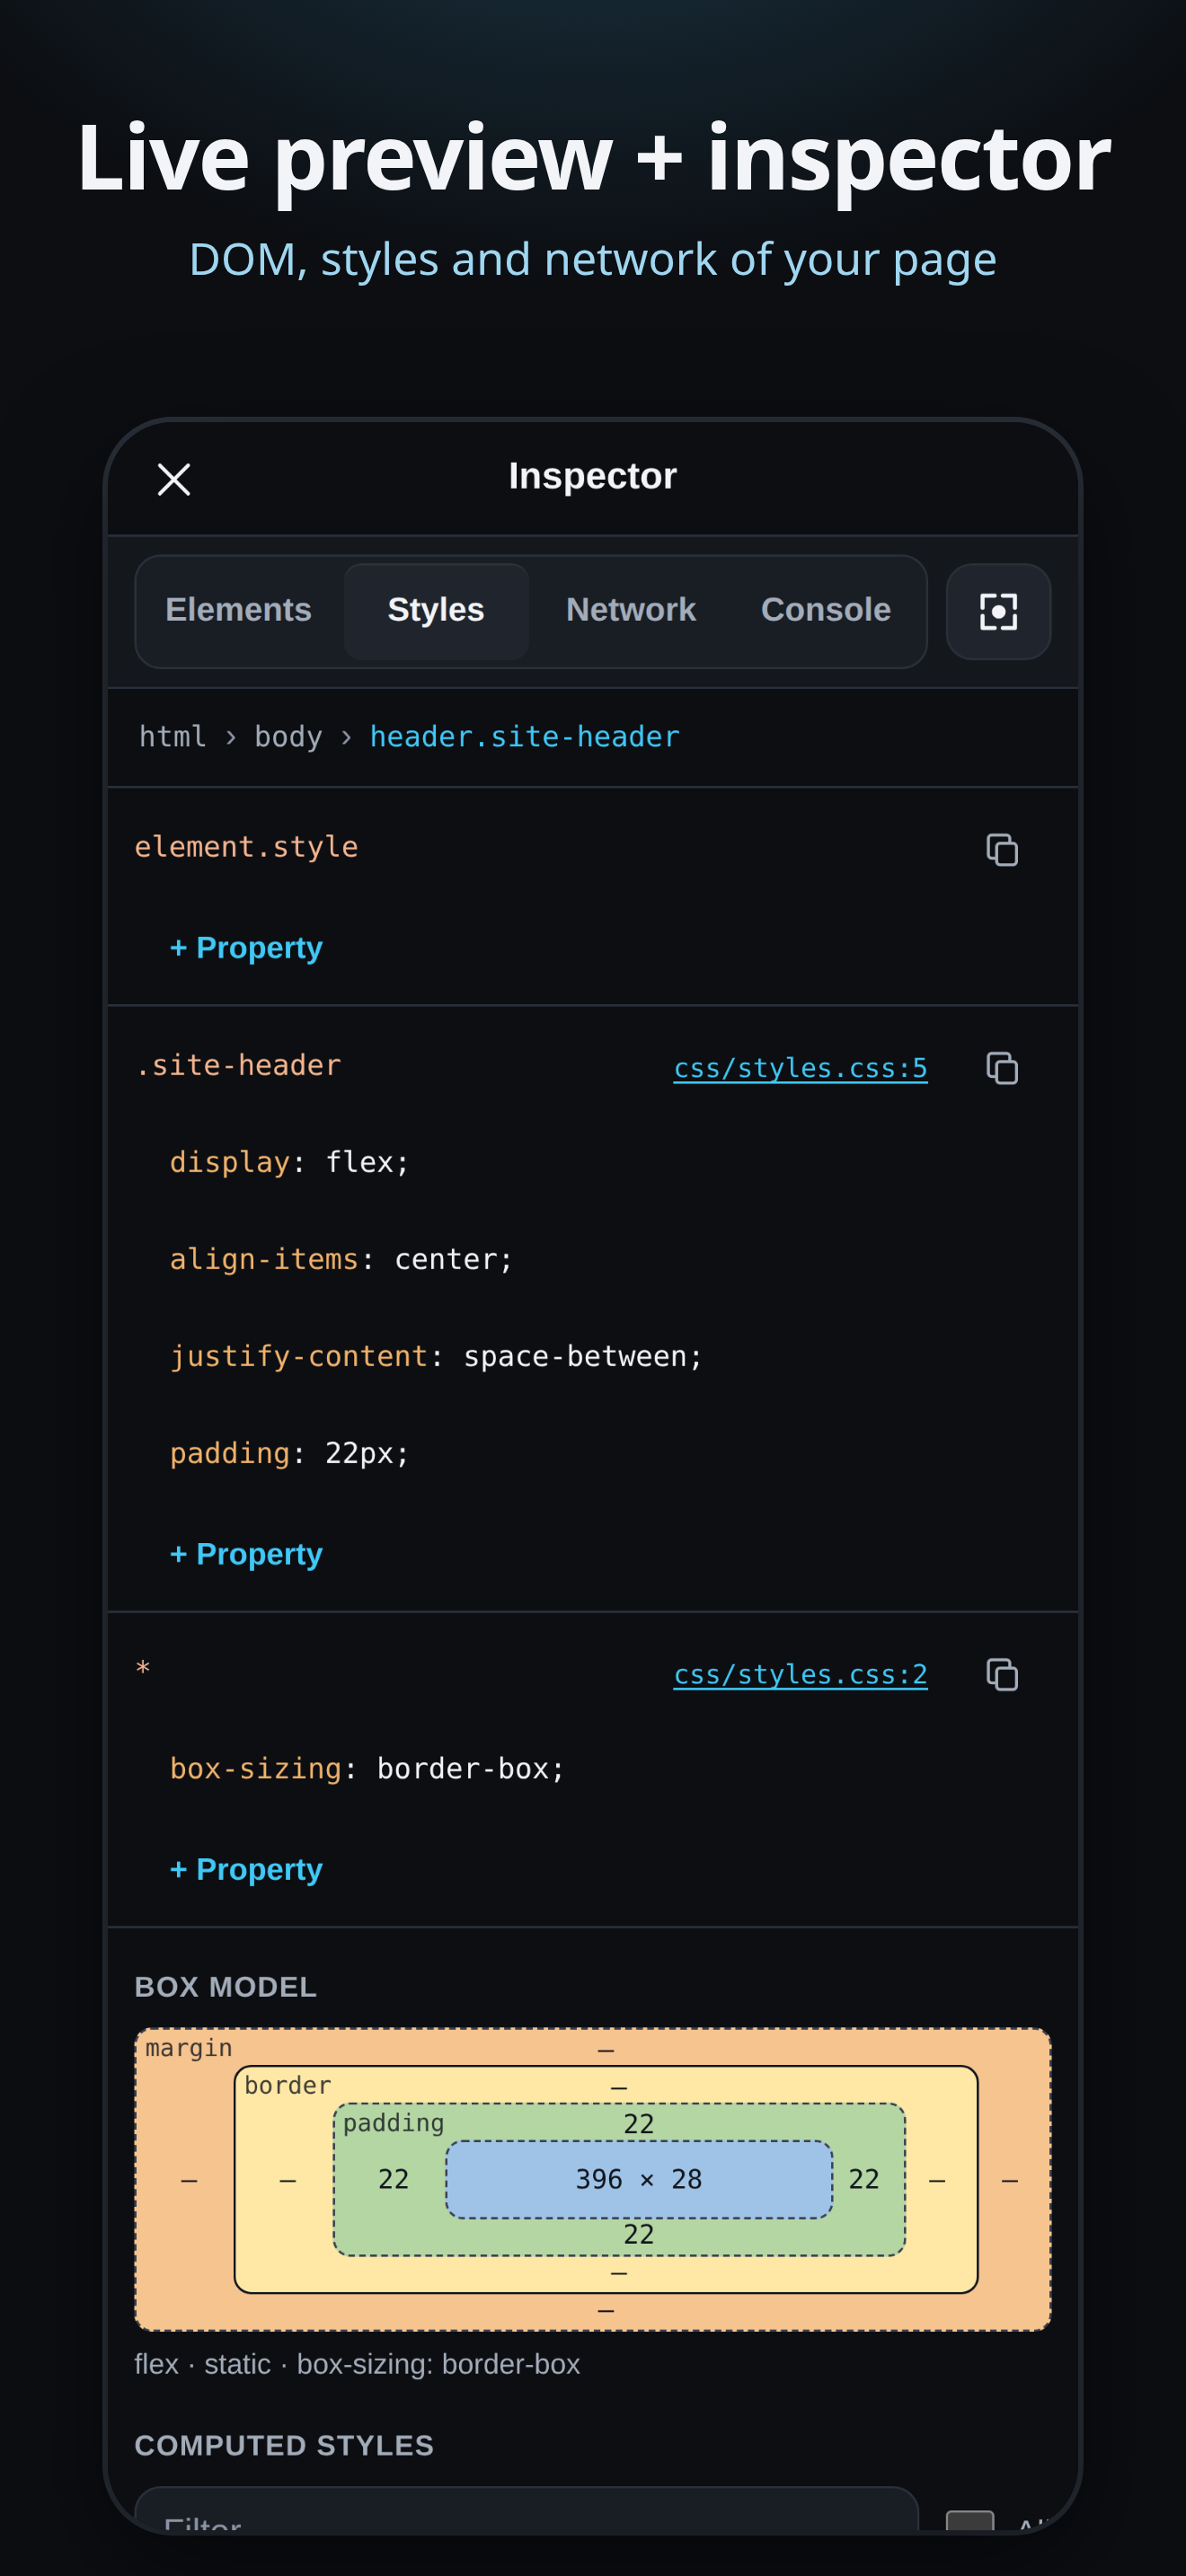 Live preview + inspector
DOM, styles and network of your page
Inspector
Elements Styles Network Console
html › body › header.site-header
element.style
+ Property
.site-header css/styles.css:5
display: flex;
align-items: center;
justify-content: space-between;
padding: 22px;
+ Property
* css/styles.css:2
box-sizing: border-box;
+ Property
BOX MODEL
margin –
border –
padding 22
– – 22 396 × 28 22 – –
22
–
–
flex · static · box-sizing: border-box
COMPUTED STYLES
Filter